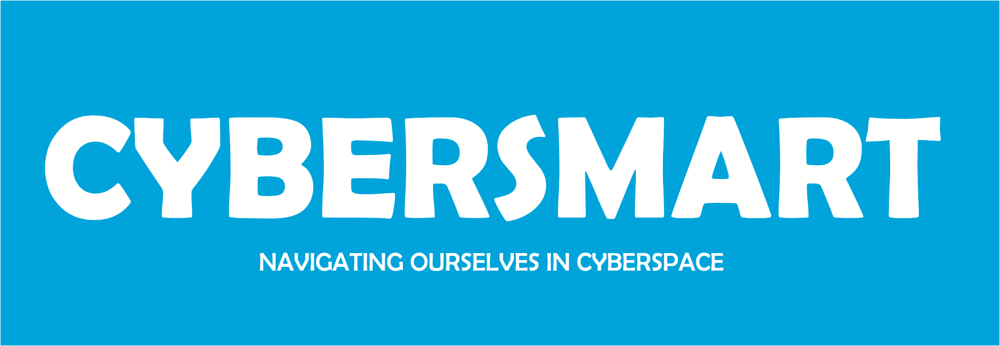 CYBERSMART
NAVIGATING OURSELVES IN CYBERSPACE